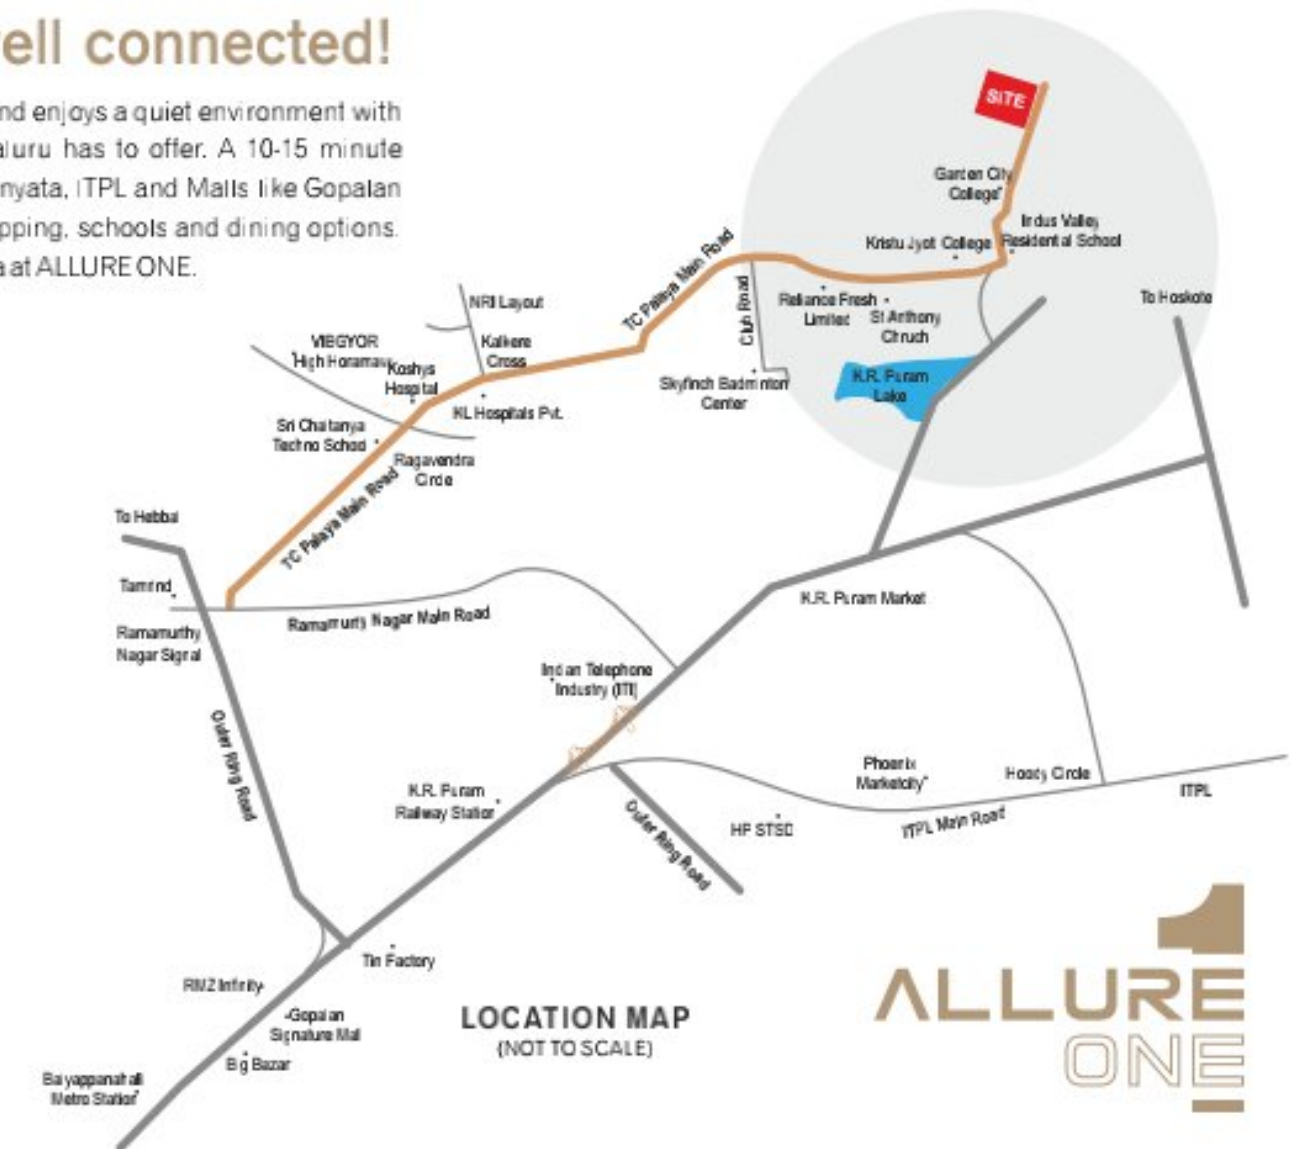 ell connected!
nd enjoys a quiet environment with
aluru has to offer. A 10-15 minute
nyata, ITPL and Malls like Gopalan
pping, schools and dining options.
a at ALLURE ONE.
SITE
Garden City
College
Indus Valley
Residential School
Kristu Jyoti College
TC Palaya Main Road
Club Road
Reliance Fresh
Limited
St Anthony
Chruch
To Hoskote
NRI Layout
VIBGYOR
High Horamavu
Koshys
Hospital
Kalkere
Cross
K.R. Puram
Lake
Skyfinch Badminton
Center
KL Hospitals Pvt.
Sri Chaitanya
Techno School
Ragavendra
Circle
TC Palaya Main Road
To Hebbal
Tamrind
Ramamurty Nagar Main Road
K.R. Puram Market
Ramamurthy
Nagar Signal
Indian Telephone
Industry (ITI)
Outer Ring Road
K.R. Puram
Railway Station
Phoenix
Marketcity
Hoody Circle
ITPL
Outer Ring Road
HP
ITPL Main Road
Tin Factory
RMZ Infinity
Gopalan
Signature Mall
Big Bazar
Baiyappanahalli
Metro Station
LOCATION MAP
(NOT TO SCALE)
1
ALLURE
ONE